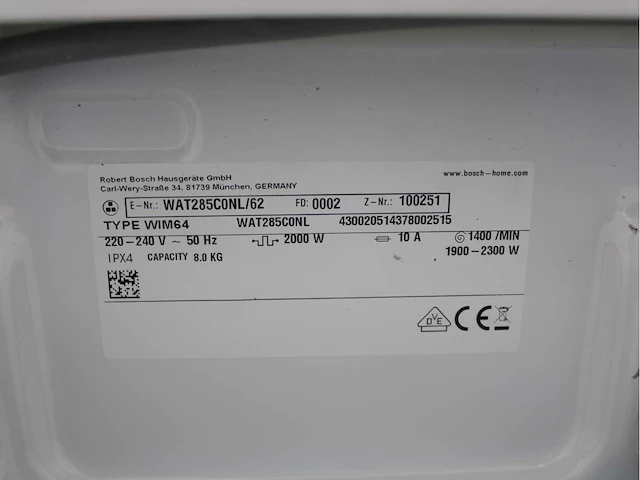 Robert Bosch Hausgeräte GmbH
Carl-Wery-Straße 34, 81739 München, GERMANY
www.bosch-home.com
E-Nr.: WAT285C0NL/62 FD: 0002 Z-Nr.: 100251
TYPE WIM64 WAT285C0NL 430020514378002515
220-240 V ~ 50 Hz 2000 W 10 A 1400 /MIN
IPX4 CAPACITY 8.0 KG 1900-2300 W
DVE CE